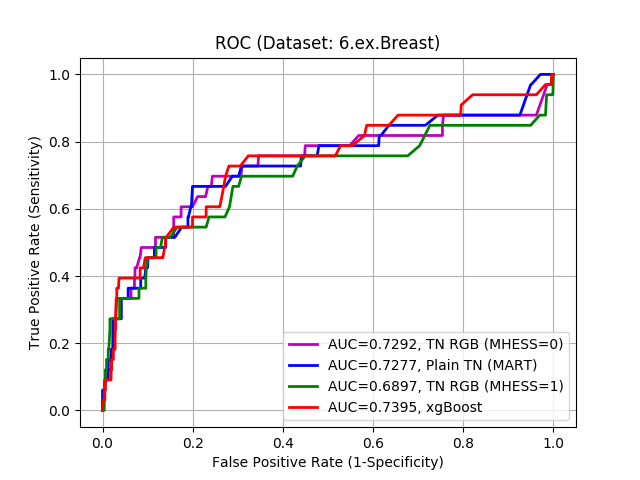 ROC (Dataset: 6.ex.Breast)
True Positive Rate (Sensitivity)
1.0
0.8
0.6
0.4
0.2
0.0
AUC=0.7292, TN RGB (MHESS=0)
AUC=0.7277, Plain TN (MART)
AUC=0.6897, TN RGB (MHESS=1)
AUC=0.7395, xgBoost
0.0 0.2 0.4 0.6 0.8 1.0
False Positive Rate (1-Specificity)